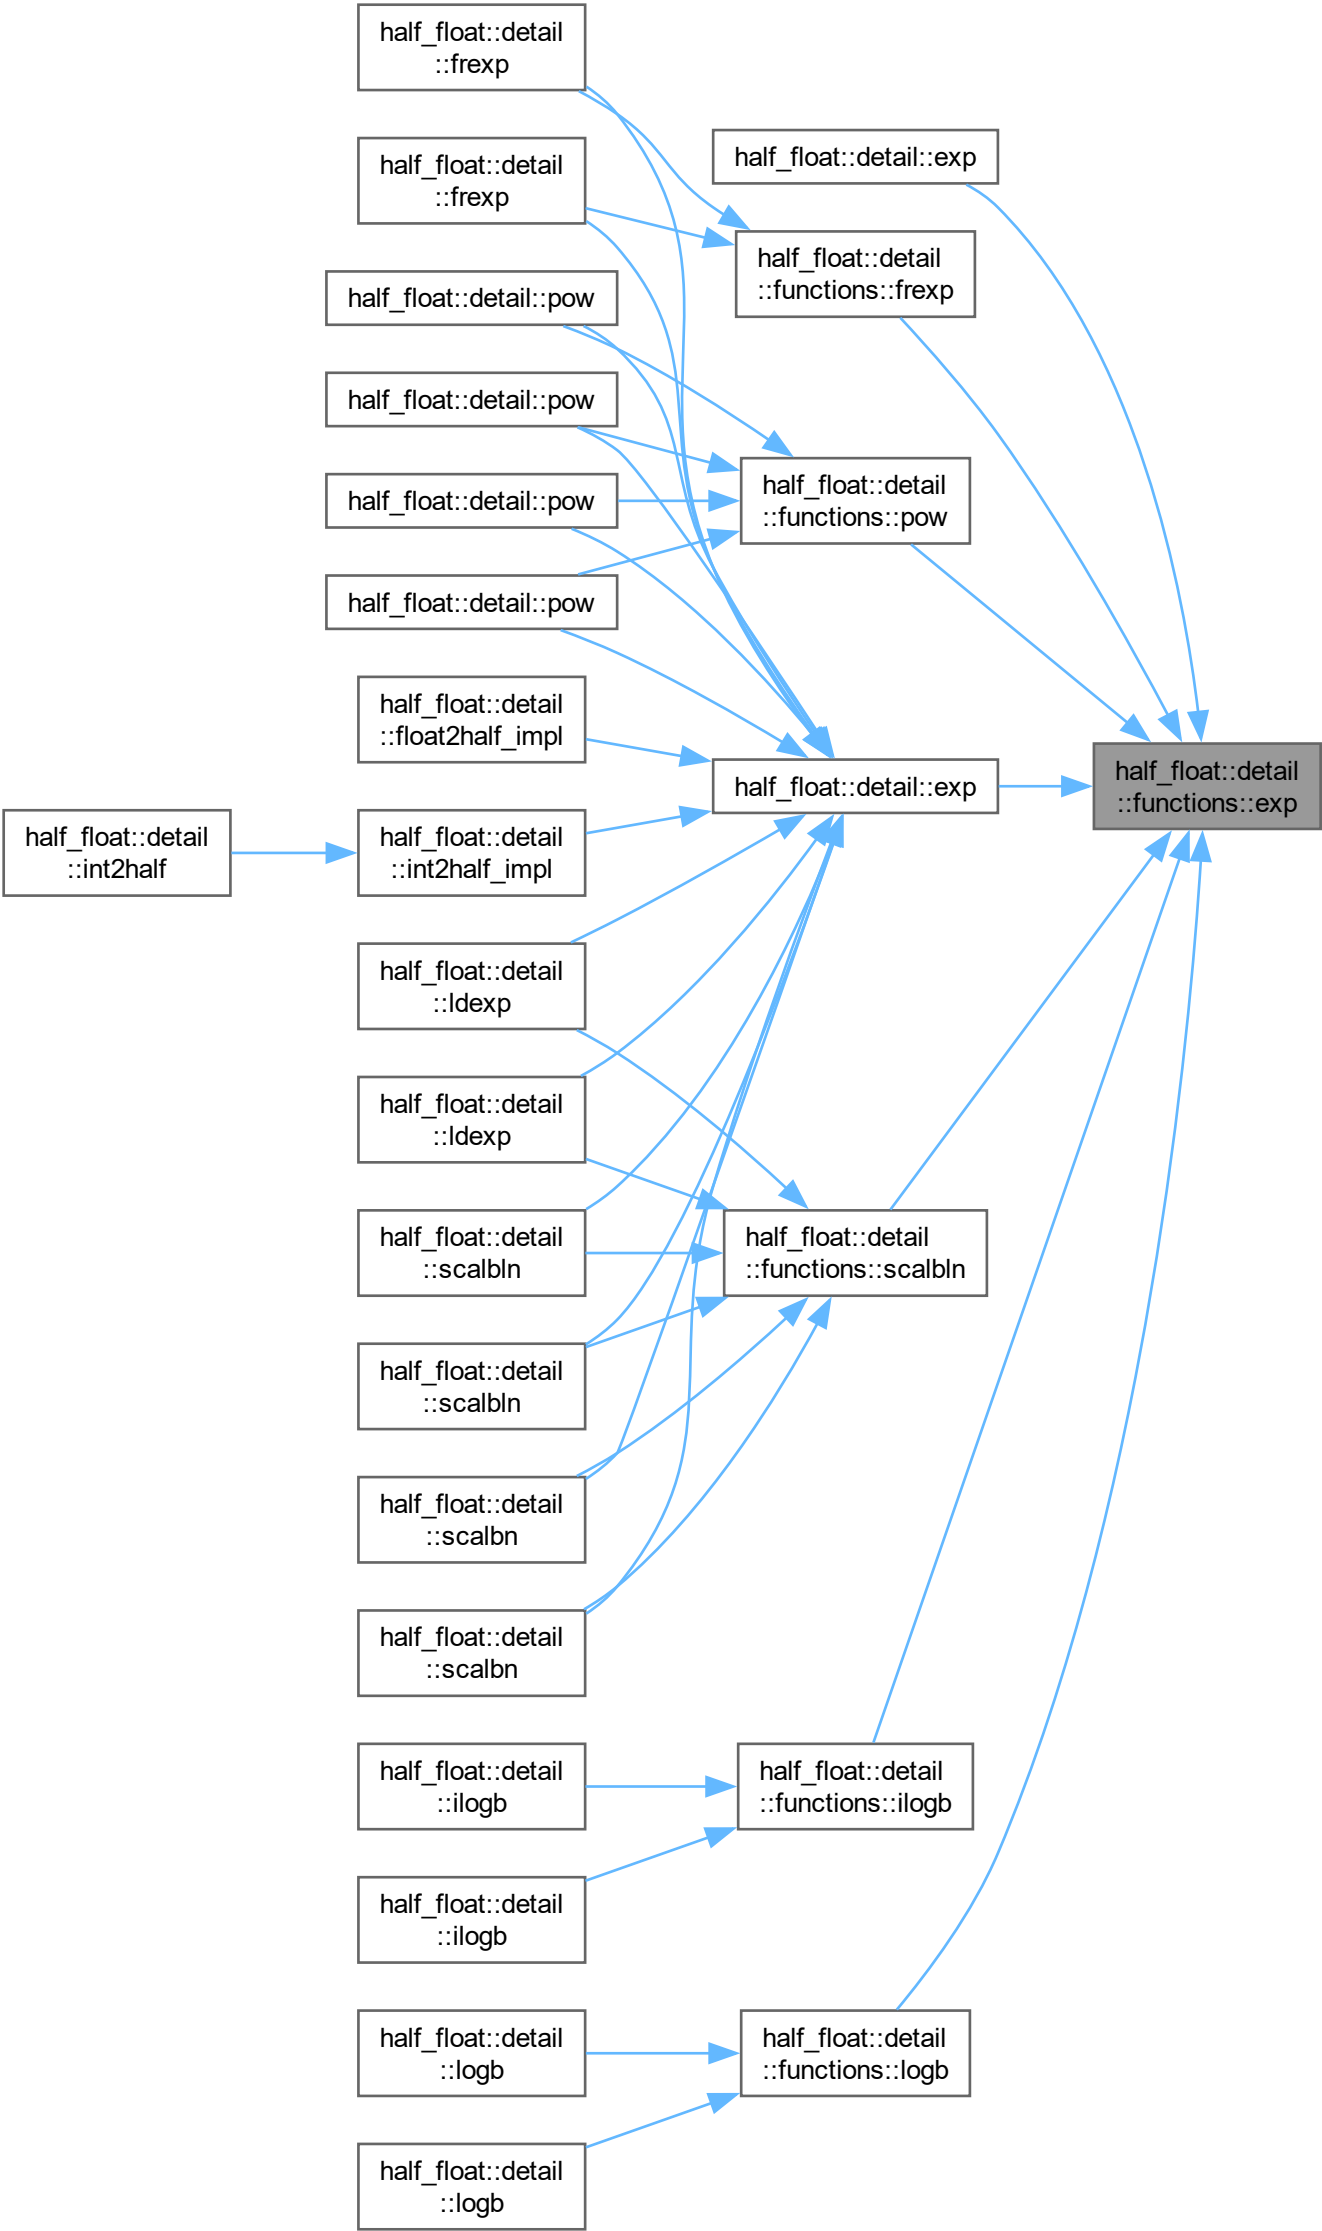 half_float::detail
::frexp
half_float::detail::exp
half_float::detail
::frexp
half_float::detail
::functions::frexp
half_float::detail::pow
half_float::detail::pow
half_float::detail
::functions::pow
half_float::detail::pow
half_float::detail::pow
half_float::detail
::float2half_impl
half_float::detail::exp
half_float::detail
::functions::exp
half_float::detail
::int2half
half_float::detail
::int2half_impl
half_float::detail
::ldexp
half_float::detail
::ldexp
half_float::detail
::scalbln
half_float::detail
::functions::scalbln
half_float::detail
::scalbln
half_float::detail
::scalbn
half_float::detail
::scalbn
half_float::detail
::ilogb
half_float::detail
::functions::ilogb
half_float::detail
::ilogb
half_float::detail
::logb
half_float::detail
::functions::logb
half_float::detail
::logb